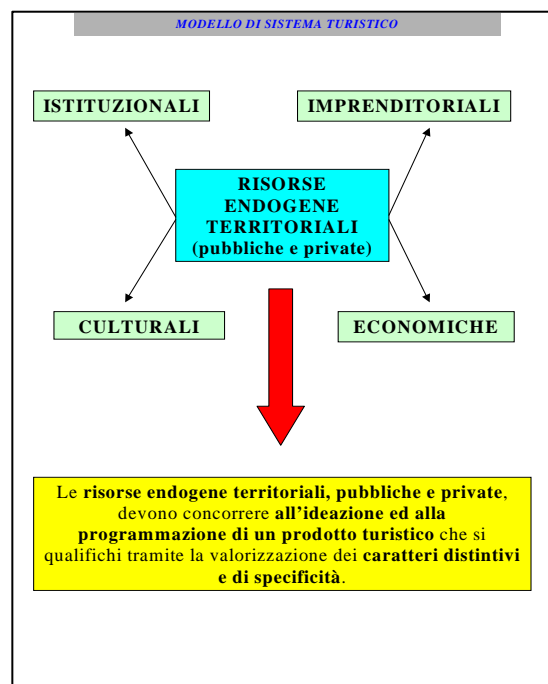 MODELLO DI SISTEMA TURISTICO
ISTITUZIONALI
IMPRENDITORIALI
RISORSE
ENDOGENE
TERRITORIALI
(pubbliche e private)
CULTURALI
ECONOMICHE
Le risorse endogene territoriali, pubbliche e private,
devono concorrere all’ideazione ed alla
programmazione di un prodotto turistico che si
qualifichi tramite la valorizzazione dei caratteri distintivi
e di specificità.